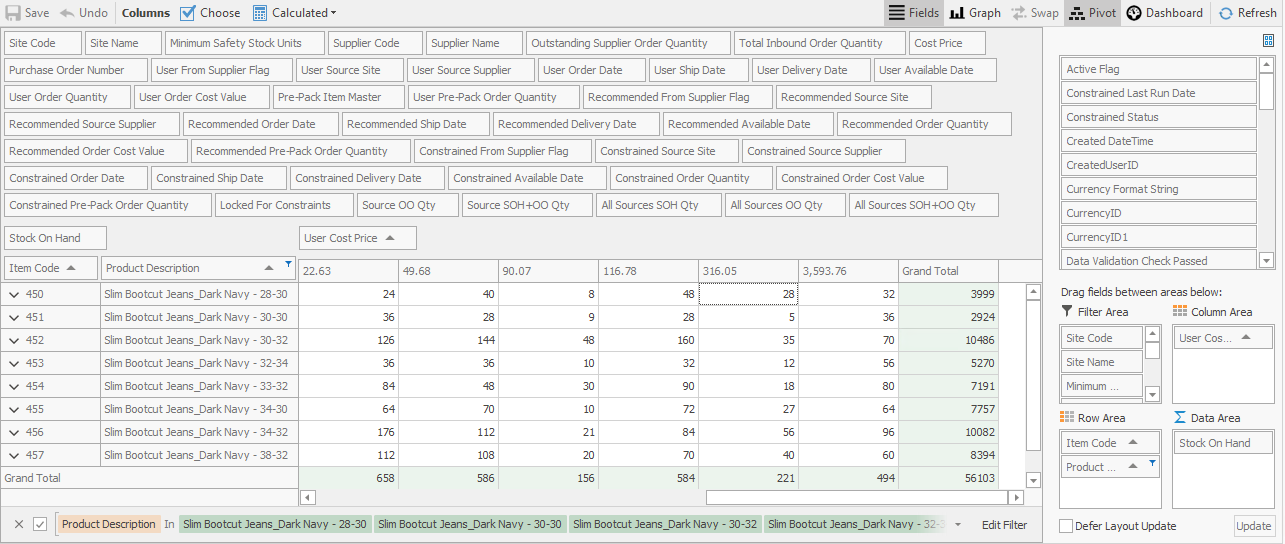 Save Undo Columns Choose Calculated Fields Graph Swap Pivot Dashboard Refresh
Site Code Site Name Minimum Safety Stock Units Supplier Code Supplier Name Outstanding Supplier Order Quantity Total Inbound Order Quantity Cost Price
Purchase Order Number User From Supplier Flag User Source Site User Source Supplier User Order Date User Ship Date User Delivery Date User Available Date
User Order Quantity User Order Cost Value Pre-Pack Item Master User Pre-Pack Order Quantity Recommended From Supplier Flag Recommended Source Site
Recommended Source Supplier Recommended Order Date Recommended Ship Date Recommended Delivery Date Recommended Available Date Recommended Order Quantity
Recommended Order Cost Value Recommended Pre-Pack Order Quantity Constrained From Supplier Flag Constrained Source Site Constrained Source Supplier
Constrained Order Date Constrained Ship Date Constrained Delivery Date Constrained Available Date Constrained Order Quantity Constrained Order Cost Value
Constrained Pre-Pack Order Quantity Locked For Constraints Source OO Qty Source SOH+OO Qty All Sources SOH Qty All Sources OO Qty All Sources SOH+OO Qty
Stock On Hand User Cost Price
Item Code Product Description 22.63 49.68 90.07 116.78 316.05 3,593.76 Grand Total
450 Slim Bootcut Jeans_Dark Navy - 28-30 24 40 8 48 28 32 3999
451 Slim Bootcut Jeans_Dark Navy - 30-30 36 28 9 28 5 36 2924
452 Slim Bootcut Jeans_Dark Navy - 30-32 126 144 48 160 35 70 10486
453 Slim Bootcut Jeans_Dark Navy - 32-34 36 36 10 32 12 56 5270
454 Slim Bootcut Jeans_Dark Navy - 33-32 84 48 30 90 18 80 7191
455 Slim Bootcut Jeans_Dark Navy - 34-30 64 70 10 72 27 64 7757
456 Slim Bootcut Jeans_Dark Navy - 34-32 176 112 21 84 56 96 10082
457 Slim Bootcut Jeans_Dark Navy - 38-32 112 108 20 70 40 60 8394
Grand Total 658 586 156 584 221 494 56103
Product Description In Slim Bootcut Jeans_Dark Navy - 28-30 Slim Bootcut Jeans_Dark Navy - 30-30 Slim Bootcut Jeans_Dark Navy - 30-32 Slim Bootcut Jeans_Dark Navy - 32-3 Edit Filter
Active Flag
Constrained Last Run Date
Constrained Status
Created DateTime
CreatedUserID
Currency Format String
CurrencyID
CurrencyID1
Data Validation Check Passed
Drag fields between areas below:
Filter Area Column Area
Site Code User Cos...
Site Name
Minimum ...
Row Area Data Area
Item Code Stock On Hand
Product ...
Defer Layout Update Update